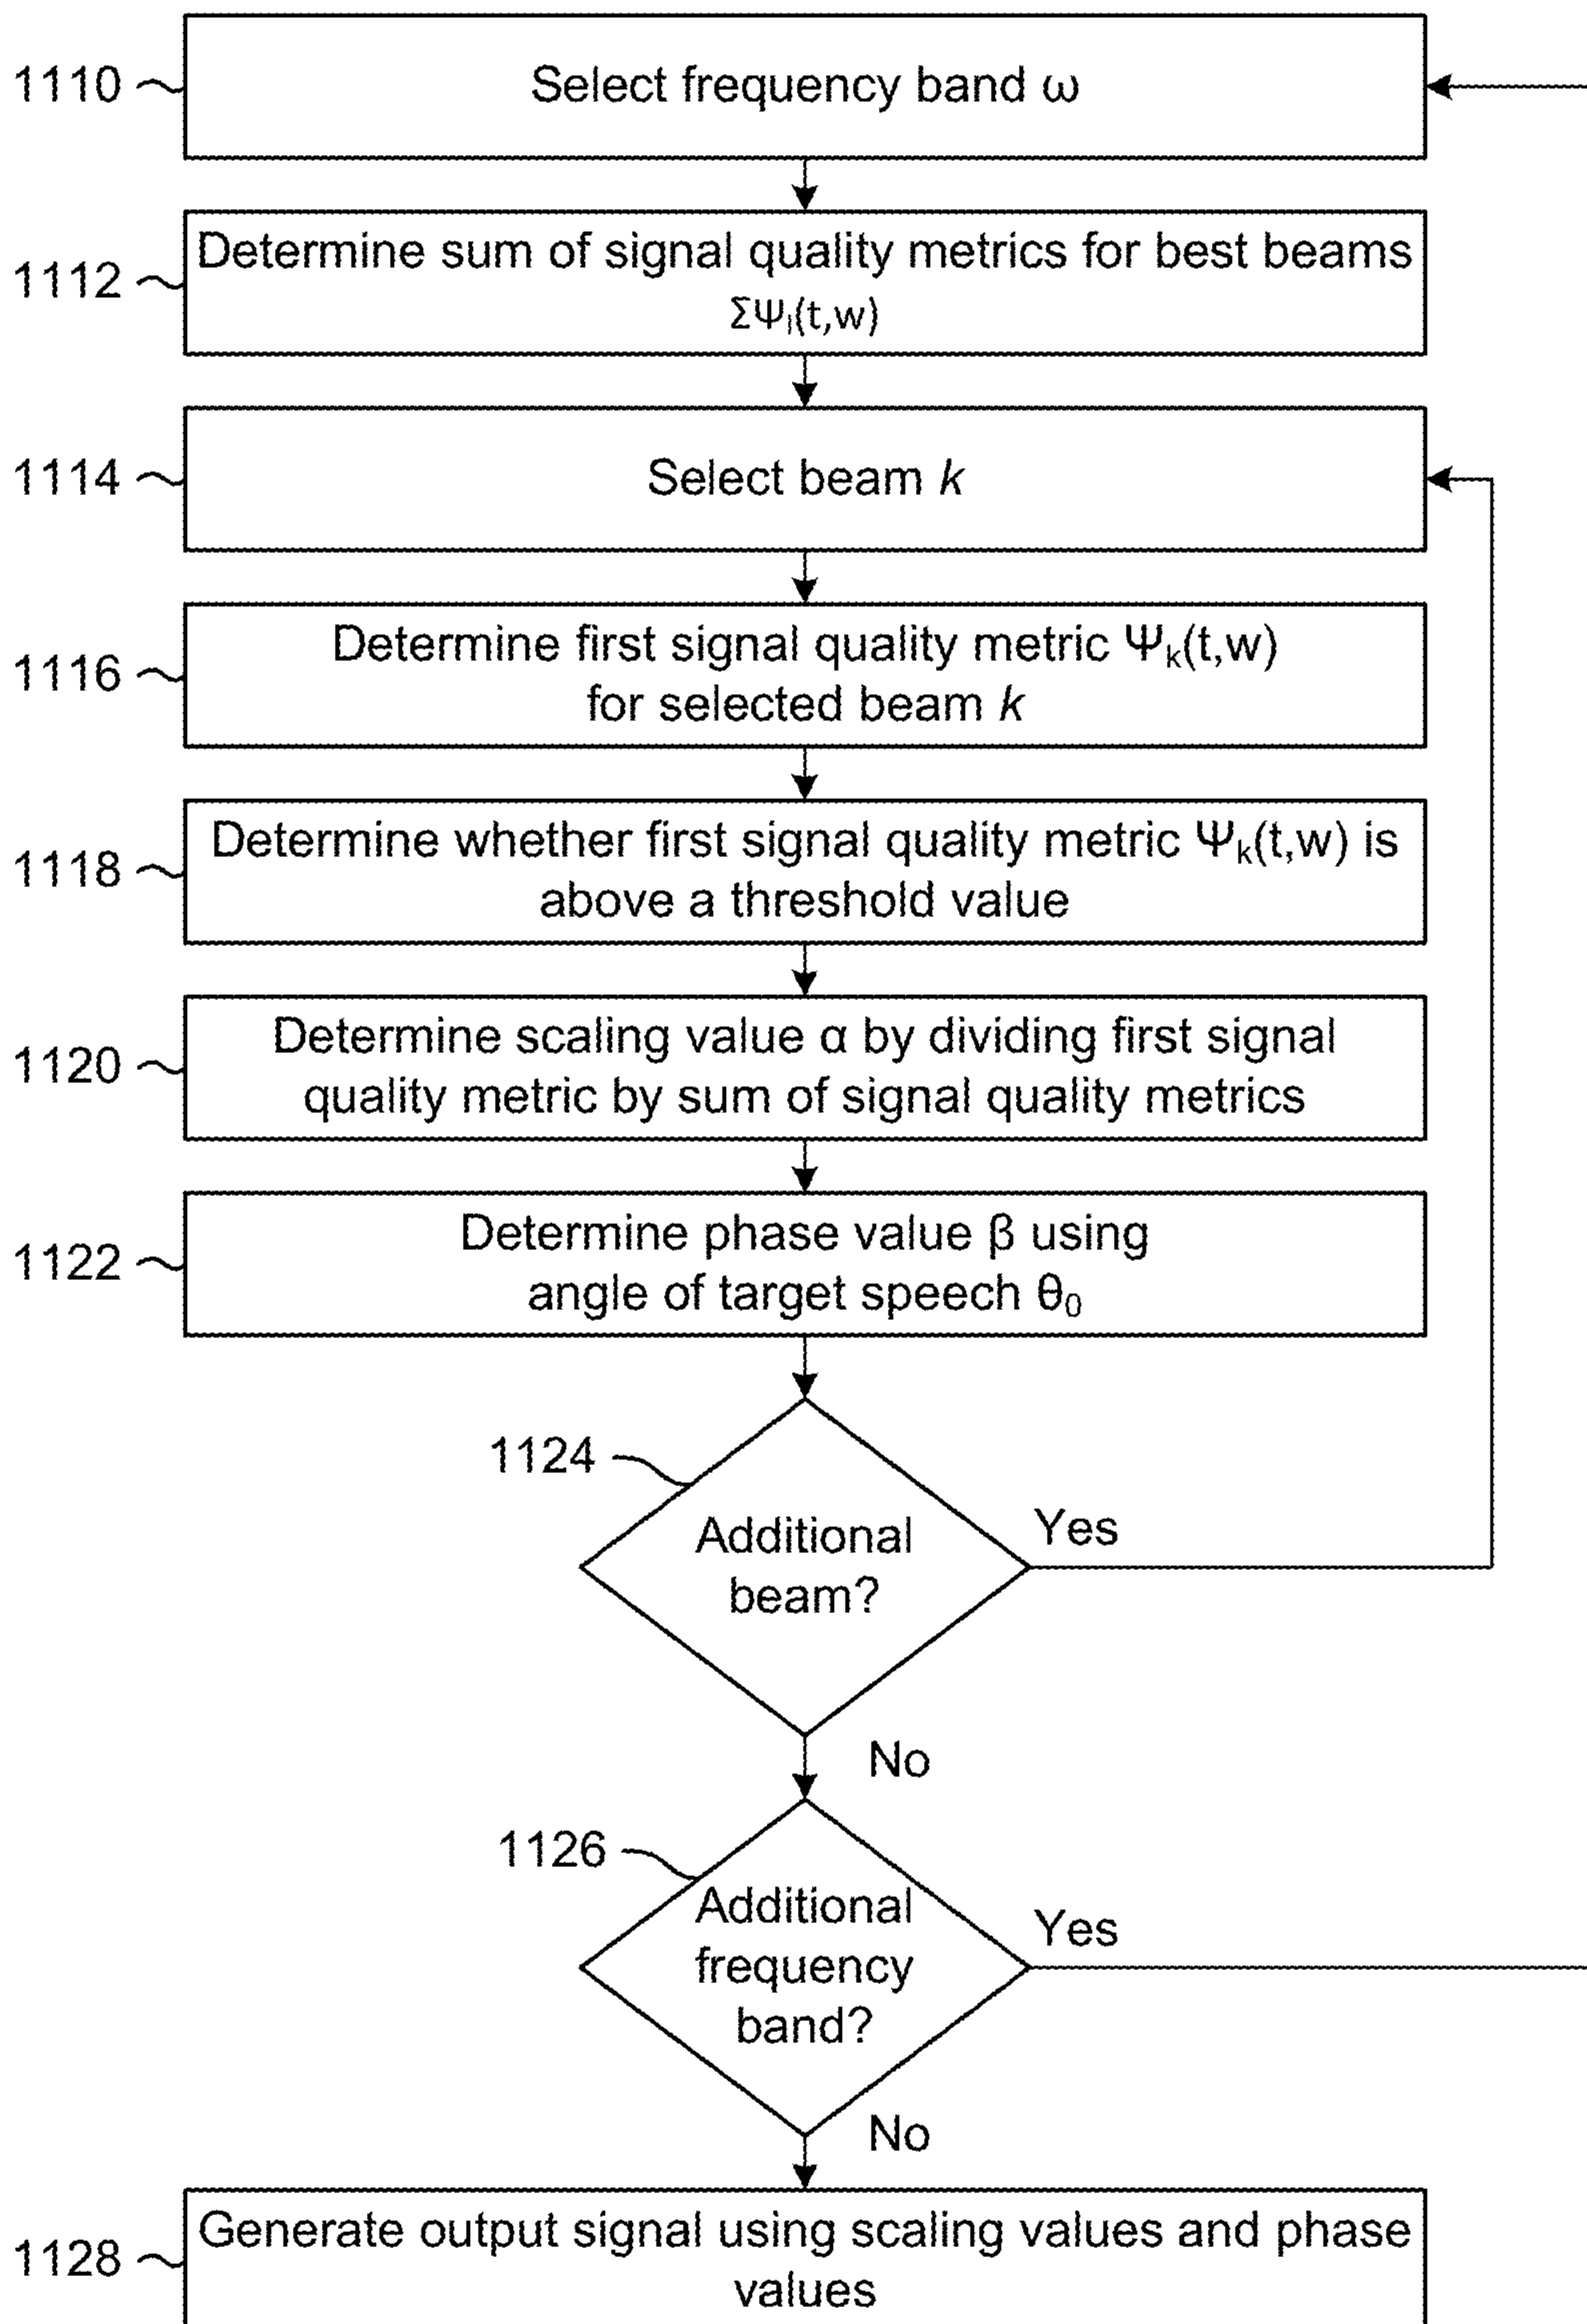 1110
Select frequency band ω
1112
Determine sum of signal quality metrics for best beams
ΣΨl(t,w)
1114
Select beam k
1116
Determine first signal quality metric Ψk(t,w)
for selected beam k
1118
Determine whether first signal quality metric Ψk(t,w) is
above a threshold value
1120
Determine scaling value α by dividing first signal
quality metric by sum of signal quality metrics
1122
Determine phase value β using
angle of target speech θ0
1124
Additional
beam?
Yes
No
1126
Additional
frequency
band?
Yes
No
1128
Generate output signal using scaling values and phase
values